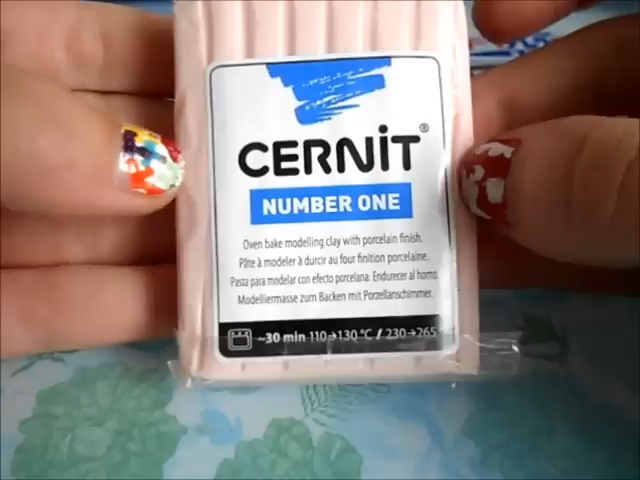 CERNiT®
NUMBER ONE
Oven bake modelling clay with porcelain finish.
Pâte à modeler à durcir au four finition porcelaine.
Pasta para modelar con efecto porcelana. Endurecer al horno.
Modelliermasse zum Backen mit Porzellanschimmer.
~30 min 110→130 °C / 230→265